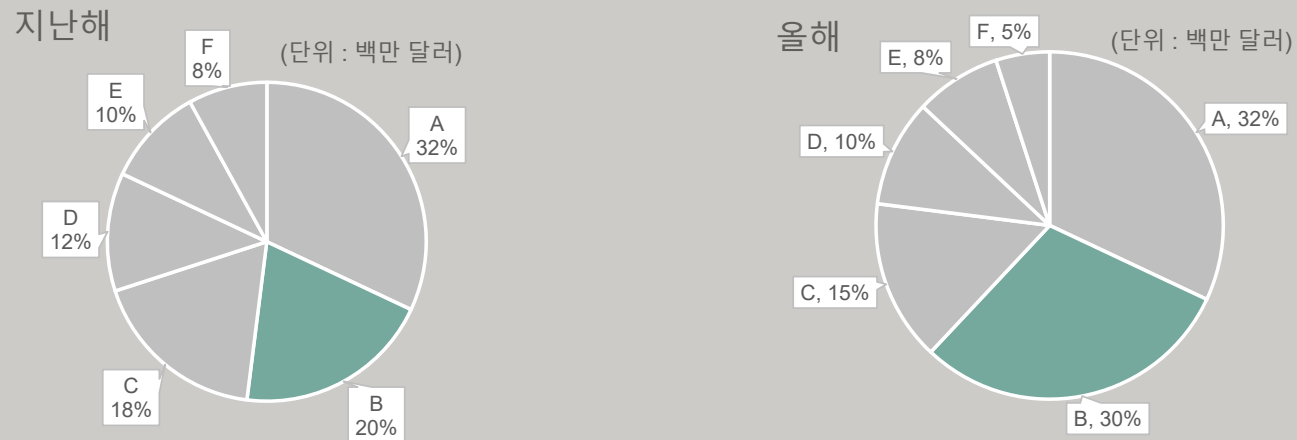 지난해
(단위 : 백만 달러)
F
8%
E
10%
A
32%
D
12%
C
18%
B
20%
올해
(단위 : 백만 달러)
F, 5%
E, 8%
A, 32%
D, 10%
C, 15%
B, 30%